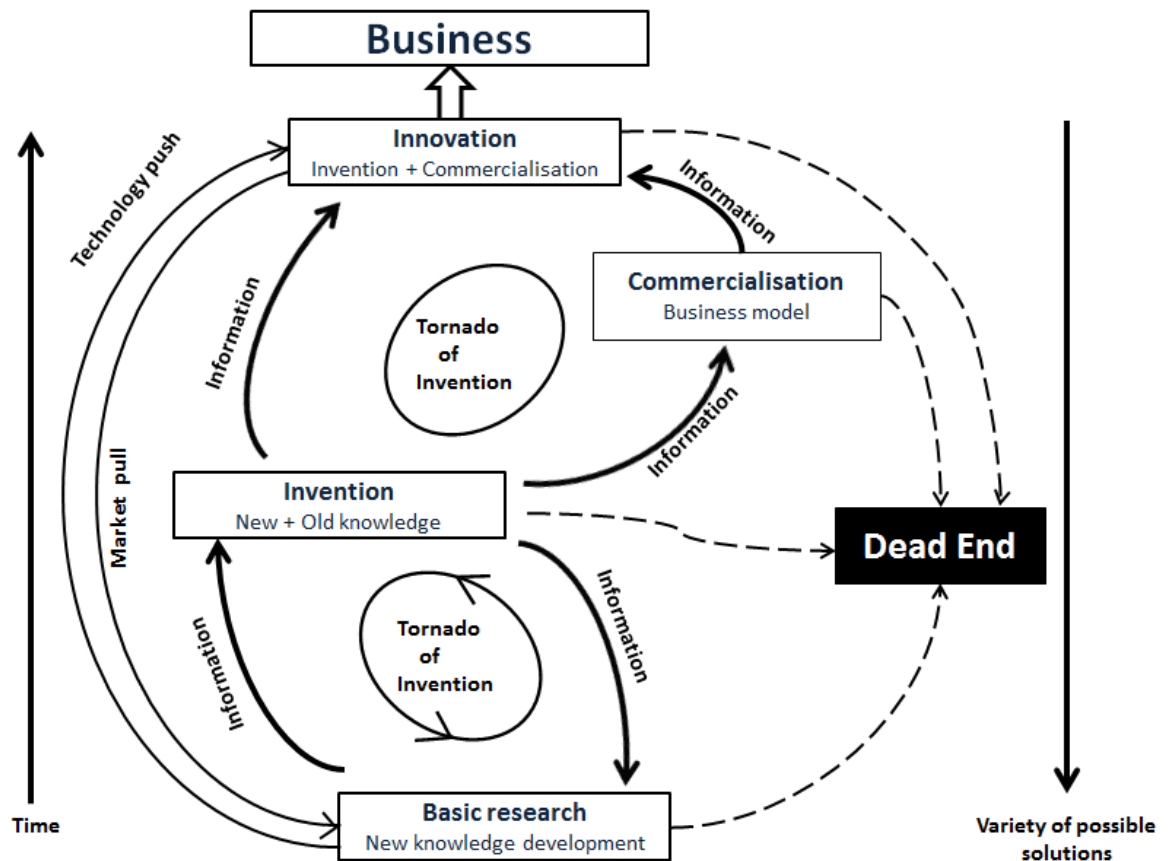 Business
Innovation
Invention + Commercialisation
Technology push
Information
Commercialisation
Business model
Information
Tornado
of
Invention
Information
Market pull
Invention
New + Old knowledge
Dead End
Information
Tornado
of
Invention
Information
Basic research
New knowledge development
Time
Variety of possible
solutions